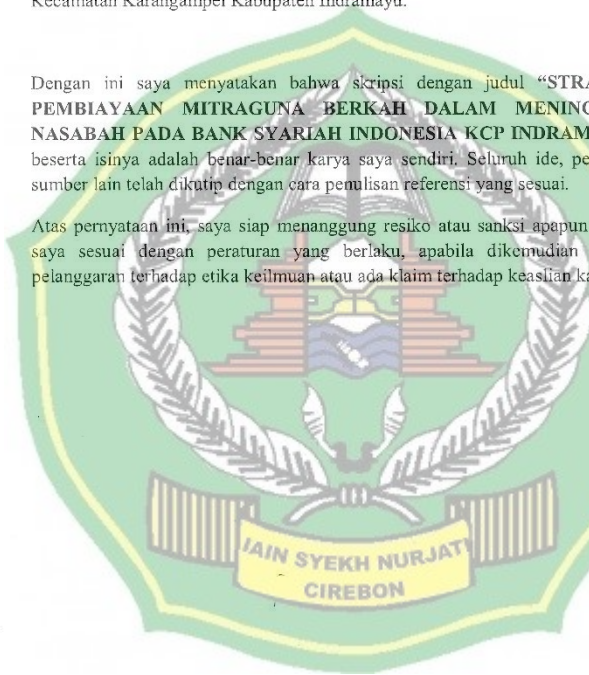 Kecamatan Karangampel Kabupaten Indramayu.
Dengan ini saya menyatakan bahwa skripsi dengan judul “STRA
PEMBIAYAAN MITRAGUNA BERKAH DALAM MENING
NASABAH PADA BANK SYARIAH INDONESIA KCP INDRAM
beserta isinya adalah benar-benar karya saya sendiri. Seluruh ide, pe
sumber lain telah dikutip dengan cara penulisan referensi yang sesuai.
Atas pernyataan ini, saya siap menanggung resiko atau sanksi apapun
saya sesuai dengan peraturan yang berlaku, apabila dikemudian
pelanggaran terhadap etika keilmuan atau ada klaim terhadap keaslian ka
IAIN SYEKH NURJATI
CIREBON